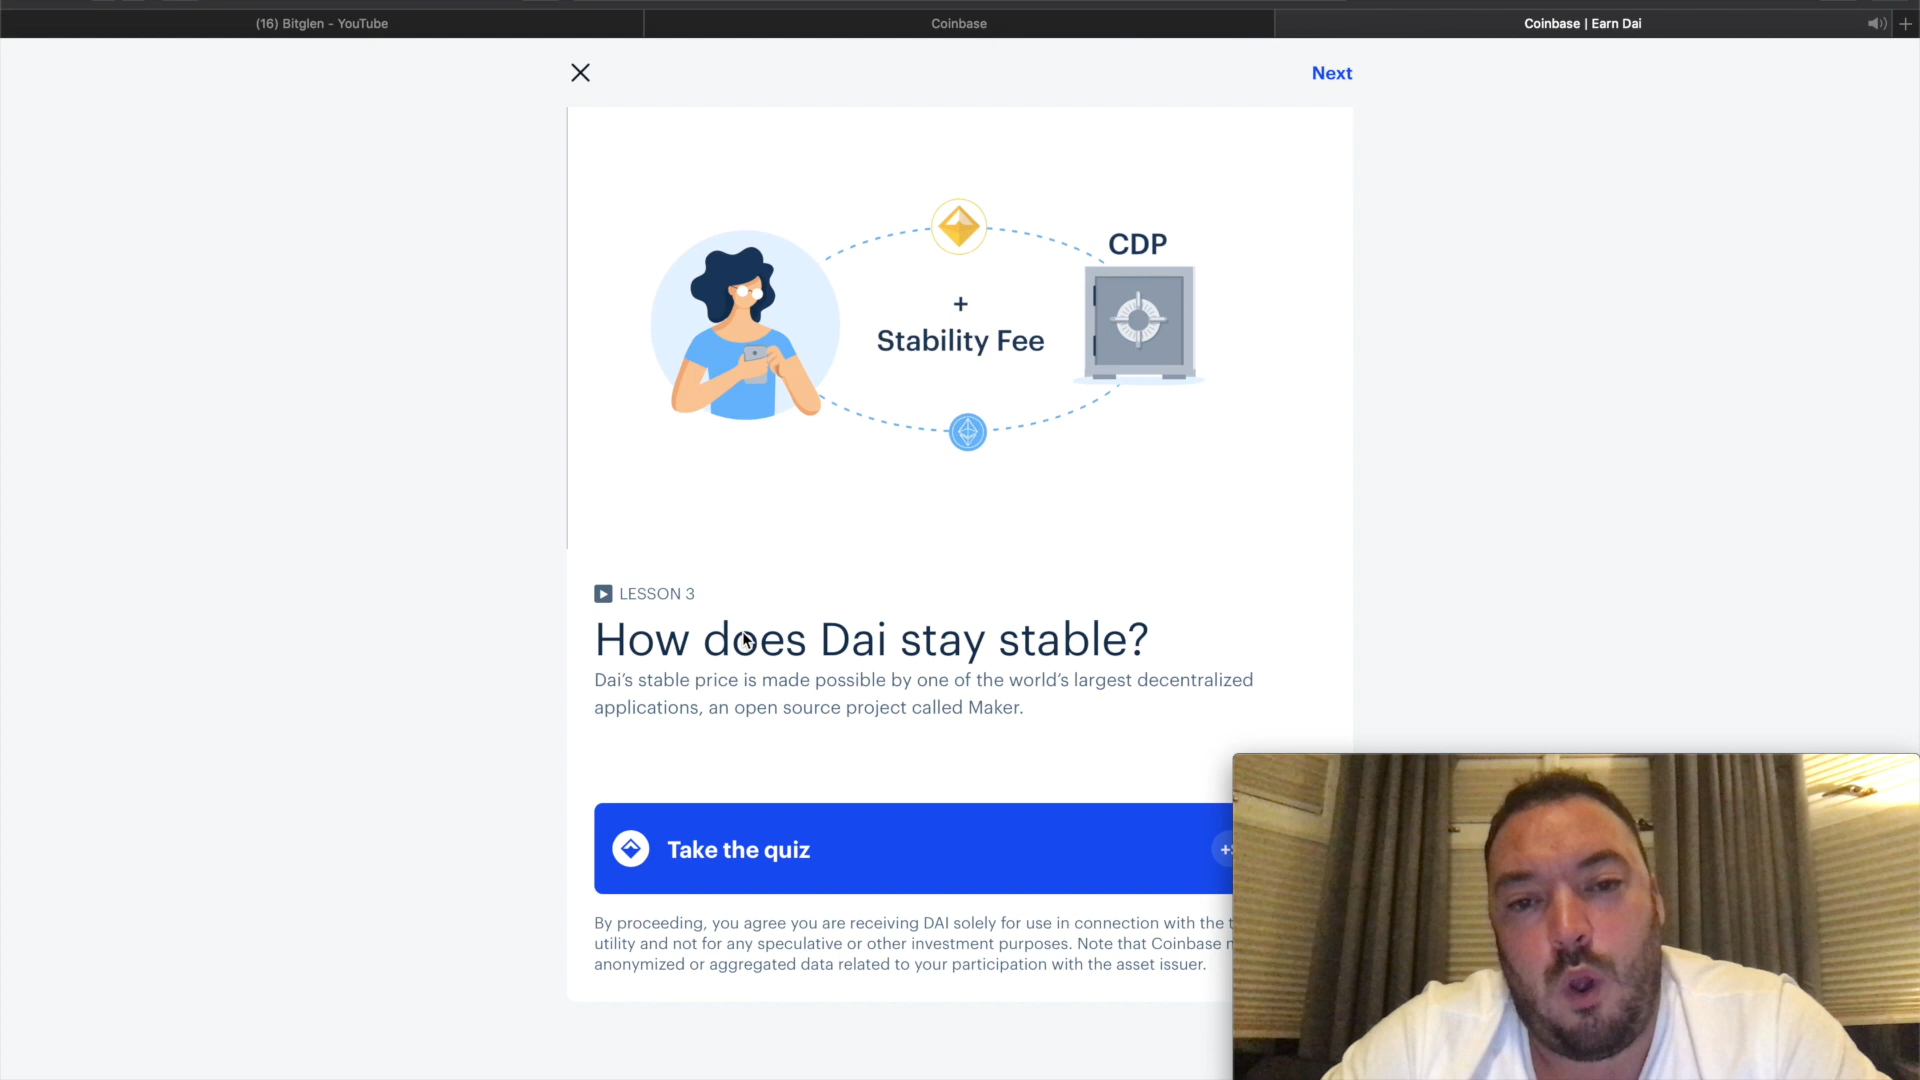 (16) Bitglen - YouTube
Coinbase
Coinbase | Earn Dai
Next
CDP
+
Stability Fee
LESSON 3
How does Dai stay stable?
Dai's stable price is made possible by one of the world's largest decentralized
applications, an open source project called Maker.
Take the quiz
By proceeding, you agree you are receiving DAI solely for use in connection with the
utility and not for any speculative or other investment purposes. Note that Coinbase
anonymized or aggregated data related to your participation with the asset issuer.